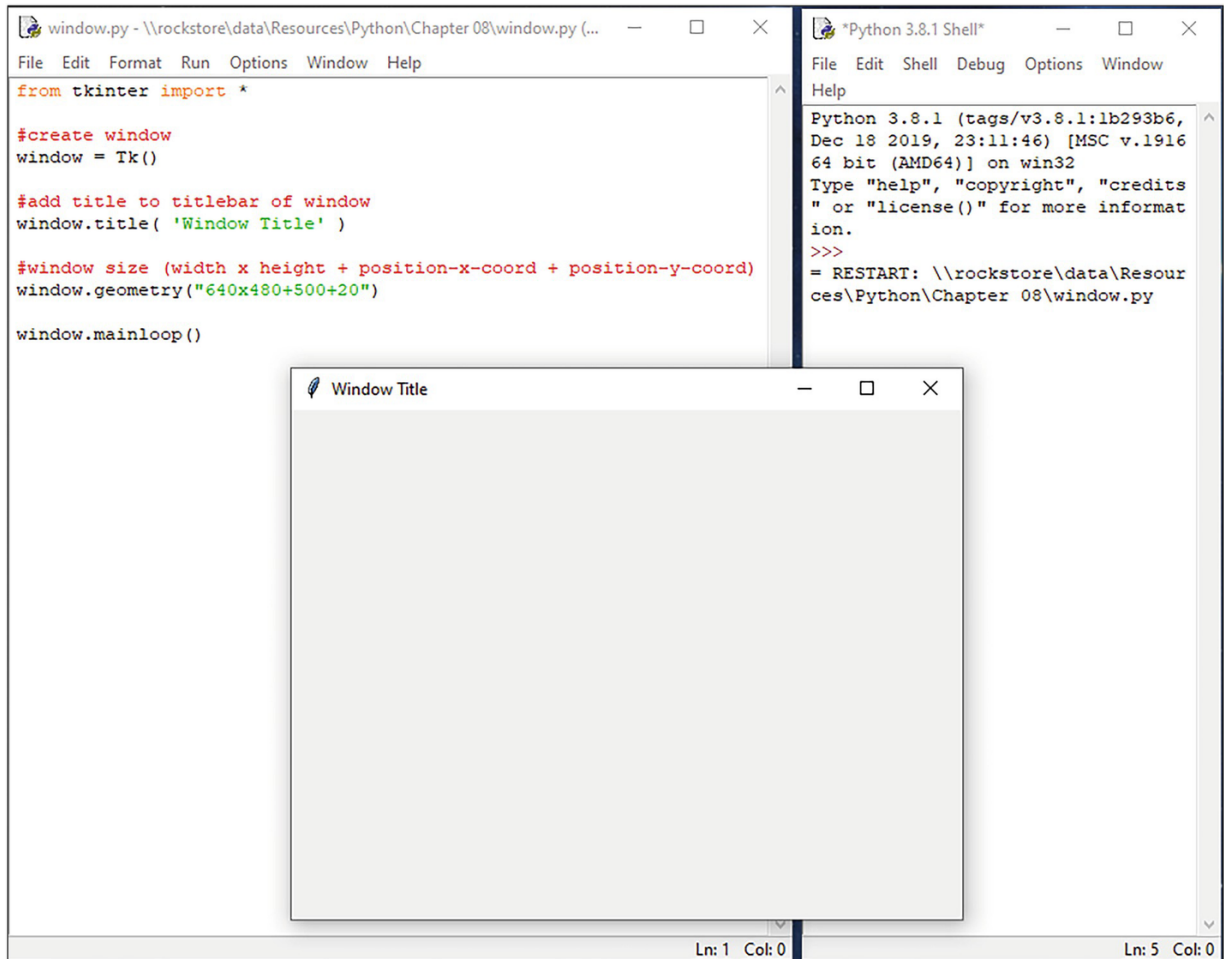 window.py - \\rockstore\data\Resources\Python\Chapter 08\window.py (...
File Edit Format Run Options Window Help
from tkinter import *
#create window
window = Tk()
#add title to titlebar of window
window.title( 'Window Title' )
#window size (width x height + position-x-coord + position-y-coord)
window.geometry("640x480+500+20")
window.mainloop()
Ln: 1 Col: 0
*Python 3.8.1 Shell*
File Edit Shell Debug Options Window
Help
Python 3.8.1 (tags/v3.8.1:1b293b6,
Dec 18 2019, 23:11:46) [MSC v.1916
64 bit (AMD64)] on win32
Type "help", "copyright", "credits
" or "license()" for more informat
ion.
>>>
= RESTART: \\rockstore\data\Resour
ces\Python\Chapter 08\window.py
Ln: 5 Col: 0
Window Title